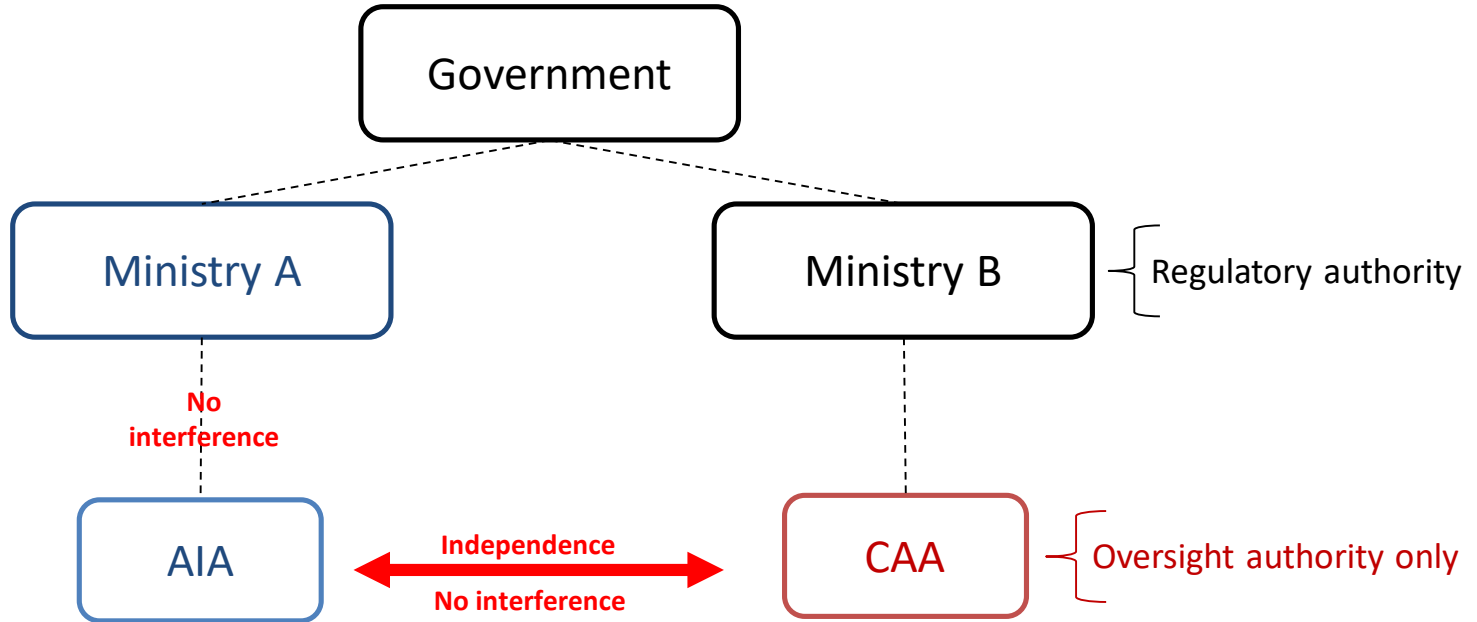 Government
Ministry A
Ministry B
Regulatory authority
No
interference
AIA
Independence
No interference
CAA
Oversight authority only